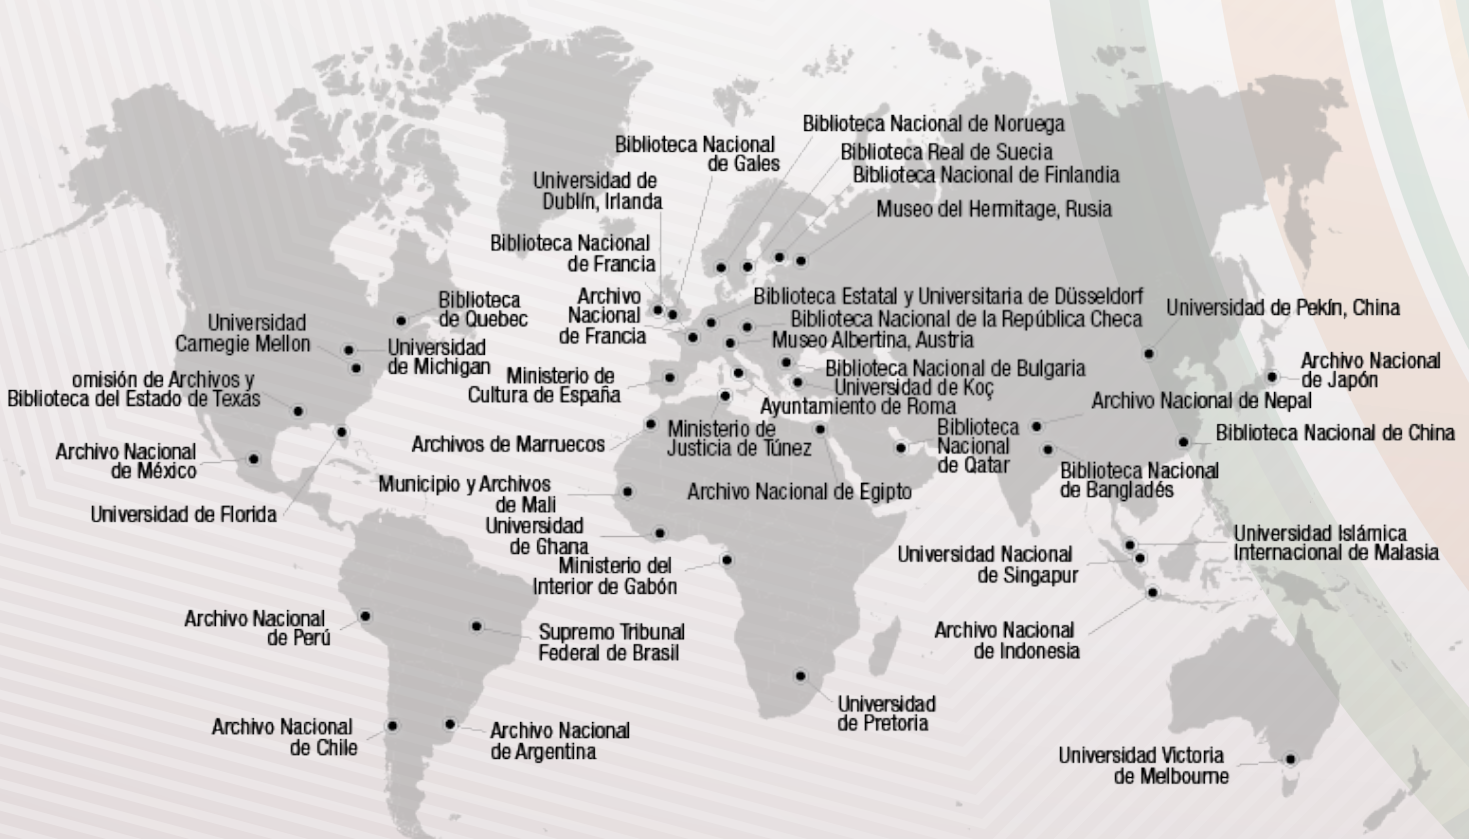 Biblioteca Nacional de Noruega
Biblioteca Nacional
de Gales
Biblioteca Real de Suecia
Biblioteca Nacional de Finlandia
Universidad de
Dublín, Irlanda
Museo del Hermitage, Rusia
Biblioteca Nacional
de Francia
Archivo
Nacional
de Francia
Biblioteca Estatal y Universitaria de Düsseldorf
Biblioteca Nacional de la República Checa
Museo Albertina, Austria
Universidad de Pekín, China
Biblioteca
de Quebec
Universidad
Carnegie Mellon
Universidad
de Michigan
omisión de Archivos y
Biblioteca del Estado de Texas
Ministerio de
Cultura de España
Biblioteca Nacional de Bulgaria
Universidad de Koç
Ayuntamiento de Roma
Archivo Nacional
de Japón
Archivo Nacional de Nepal
Archivos de Marruecos
Ministerio de
Justicia de Túnez
Biblioteca
Nacional
de Qatar
Biblioteca Nacional de China
Archivo Nacional
de México
Biblioteca Nacional
de Bangladés
Municipio y Archivos
de Mali
Archivo Nacional de Egipto
Universidad de Florida
Universidad
de Ghana
Universidad Islámica
Internacional de Malasia
Universidad Nacional
de Singapur
Ministerio del
Interior de Gabón
Archivo Nacional
de Perú
Supremo Tribunal
Federal de Brasil
Archivo Nacional
de Indonesia
Universidad
de Pretoria
Archivo Nacional
de Chile
Archivo Nacional
de Argentina
Universidad Victoria
de Melbourne